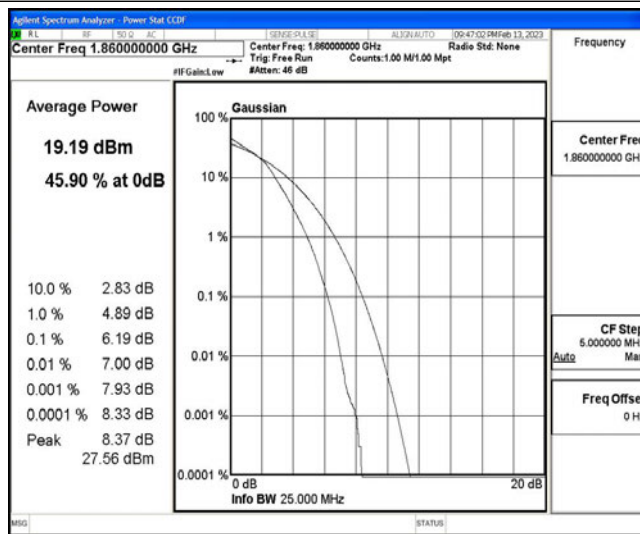 Agilent Spectrum Analyzer - Power Stat CCDF
RL RF 50 Ω AC SENSE:PULSE ALIGN AUTO 09:47:02 PM Feb 13, 2023
Center Freq 1.860000000 GHz
Center Freq: 1.860000000 GHz
Radio Std: None
Trig: Free Run
Counts:1.00 M/1.00 Mpt
#IFGain:Low
#Atten: 46 dB
Frequency
Average Power
19.19 dBm
45.90 % at 0dB
10.0 % 2.83 dB
1.0 % 4.89 dB
0.1 % 6.19 dB
0.01 % 7.00 dB
0.001 % 7.93 dB
0.0001 % 8.33 dB
Peak 8.37 dB
27.56 dBm
Gaussian
100 %
10 %
1 %
0.1 %
0.01 %
0.001 %
0.0001 %
0 dB
20 dB
Info BW 25.000 MHz
Center Fre
1.860000000 GH
CF Step
5.000000 MH
Auto Ma
Freq Offse
0 H
MSG
STATUS